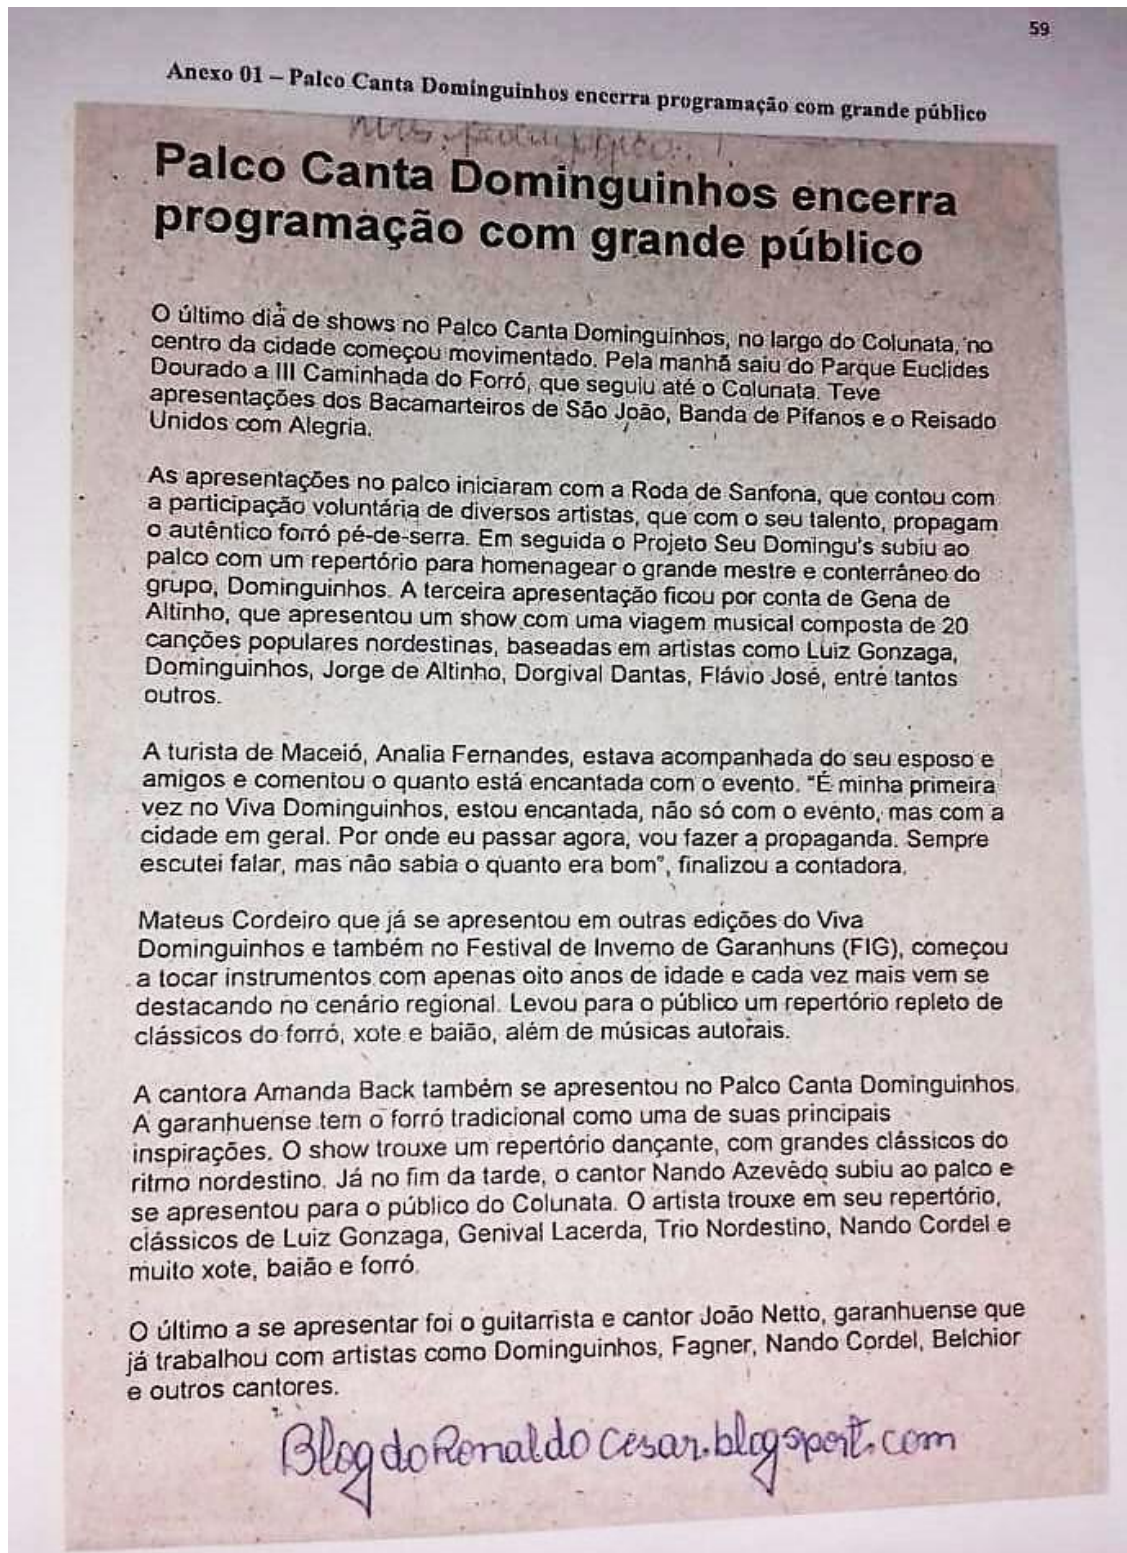 59
Anexo 01 – Palco Canta Dominguinhos encerra programação com grande público
Palco Canta Dominguinhos encerra
programação com grande público
O último dia de shows no Palco Canta Dominguinhos, no largo do Colunata, no
centro da cidade começou movimentado. Pela manhã saiu do Parque Euclides
Dourado a III Caminhada do Forró, que seguiu até o Colunata. Teve
apresentações dos Bacamarteiros de São João, Banda de Pífanos e o Reisado
Unidos com Alegria.
As apresentações no palco iniciaram com a Roda de Sanfona, que contou com
a participação voluntária de diversos artistas, que com o seu talento, propagam
o autêntico forró pé-de-serra. Em seguida o Projeto Seu Domingu's subiu ao
palco com um repertório para homenagear o grande mestre e conterrâneo do
grupo, Dominguinhos. A terceira apresentação ficou por conta de Gena de
Altinho, que apresentou um show com uma viagem musical composta de 20
canções populares nordestinas, baseadas em artistas como Luiz Gonzaga,
Dominguinhos, Jorge de Altinho, Dorgival Dantas, Flávio José, entre tantos
outros.
A turista de Maceió, Analia Fernandes, estava acompanhada do seu esposo e
amigos e comentou o quanto está encantada com o evento. "É minha primeira
vez no Viva Dominguinhos, estou encantada, não só com o evento, mas com a
cidade em geral. Por onde eu passar agora, vou fazer a propaganda. Sempre
escutei falar, mas não sabia o quanto era bom", finalizou a contadora.
Mateus Cordeiro que já se apresentou em outras edições do Viva
Dominguinhos e também no Festival de Inverno de Garanhuns (FIG), começou
a tocar instrumentos com apenas oito anos de idade e cada vez mais vem se
destacando no cenário regional. Levou para o público um repertório repleto de
clássicos do forró, xote e baião, além de músicas autorais.
A cantora Amanda Back também se apresentou no Palco Canta Dominguinhos.
A garanhuense tem o forró tradicional como uma de suas principais
inspirações. O show trouxe um repertório dançante, com grandes clássicos do
ritmo nordestino. Já no fim da tarde, o cantor Nando Azevêdo subiu ao palco e
se apresentou para o público do Colunata. O artista trouxe em seu repertório,
clássicos de Luiz Gonzaga, Genival Lacerda, Trio Nordestino, Nando Cordel e
muito xote, baião e forró.
O último a se apresentar foi o guitarrista e cantor João Netto, garanhuense que
já trabalhou com artistas como Dominguinhos, Fagner, Nando Cordel, Belchior
e outros cantores.
BlogdoRonaldocesar.blogsport.com